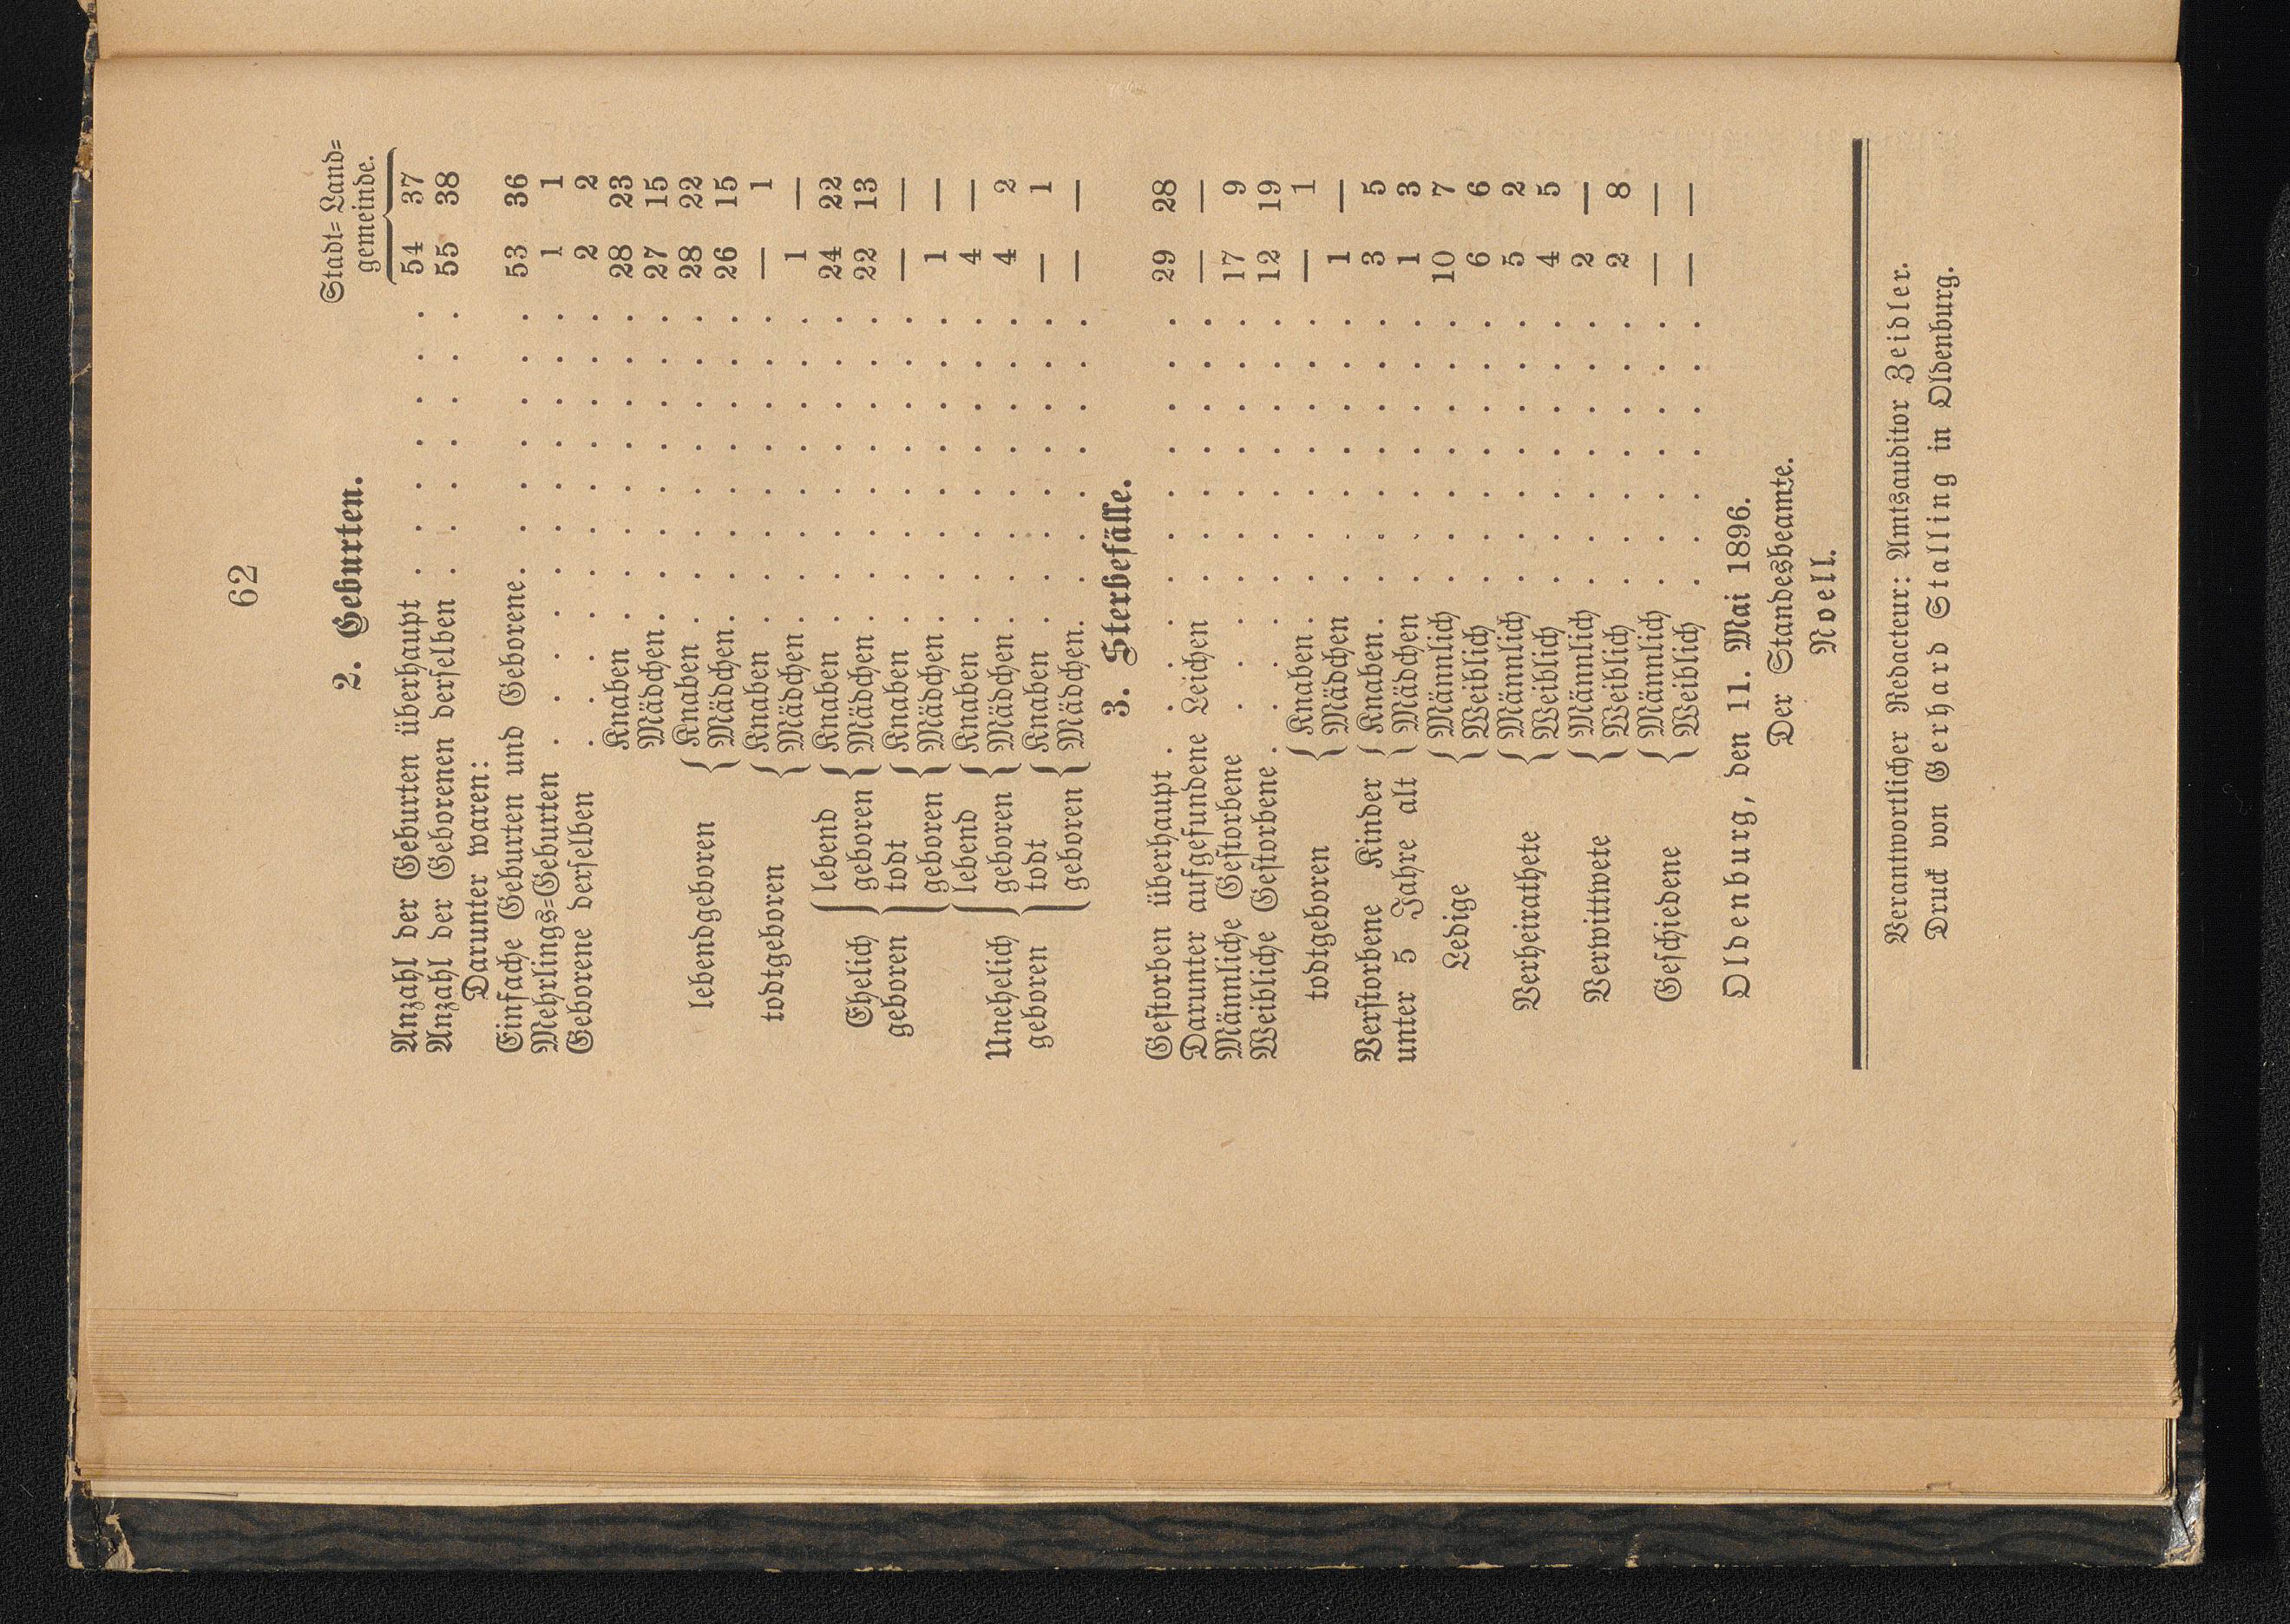 62
2. Geburten.
Stadt= Land=
gemeinde.
Anzahl der Geburten überhaupt . . . . . . . 54 37
Anzahl der Geborenen derselben . . . . . . . 55 38
Darunter waren:
Einfache Geburten und Geborene . . . . . . . 53 36
Mehrlings=Geburten . . . . . . . . . . . 1 1
Geborene derselben . . . . . . . . . . . 2 2
Knaben . . . . . . . . 28 23
Mädchen . . . . . . . . 27 15
lebendgeboren { Knaben . . . . . . . . 28 22
{ Mädchen . . . . . . . . 26 15
todtgeboren { Knaben . . . . . . . . — 1
{ Mädchen . . . . . . . . 1 —
{ lebend { Knaben . . . . . . . . 24 22
Ehelich geboren { Mädchen . . . . . . . . 22 13
geboren { todt { Knaben . . . . . . . . — —
geboren { Mädchen . . . . . . . . 1 —
{ lebend { Knaben . . . . . . . . 4 —
Unehelich geboren { Mädchen . . . . . . . . 4 2
geboren { todt { Knaben . . . . . . . . — 1
geboren { Mädchen . . . . . . . . — —
3. Sterbefälle.
Gestorben überhaupt . . . . . . . . . . . 29 28
Darunter aufgefundene Leichen . . . . . . . . — —
Männliche Gestorbene . . . . . . . . . . 17 9
Weibliche Gestorbene . . . . . . . . . . . 12 19
todtgeboren { Knaben . . . . . . . . — 1
{ Mädchen . . . . . . . 1 —
Verstorbene Kinder { Knaben . . . . . . . . 3 5
unter 5 Jahre alt { Mädchen . . . . . . . 1 3
Ledige { Männlich . . . . . . . 10 7
{ Weiblich . . . . . . . 6 6
Verheirathete { Männlich . . . . . . . 5 2
{ Weiblich . . . . . . . 4 5
Verwittwete { Männlich . . . . . . . 2 —
{ Weiblich . . . . . . . 2 8
Geschiedene { Männlich . . . . . . . — —
{ Weiblich . . . . . . . — —
Oldenburg, den 11. Mai 1896.
Der Standesbeamte.
Noell.
Verantwortlicher Redacteur: Amtsauditor Zeidler.
Druck von Gerhard Stalling in Oldenburg.